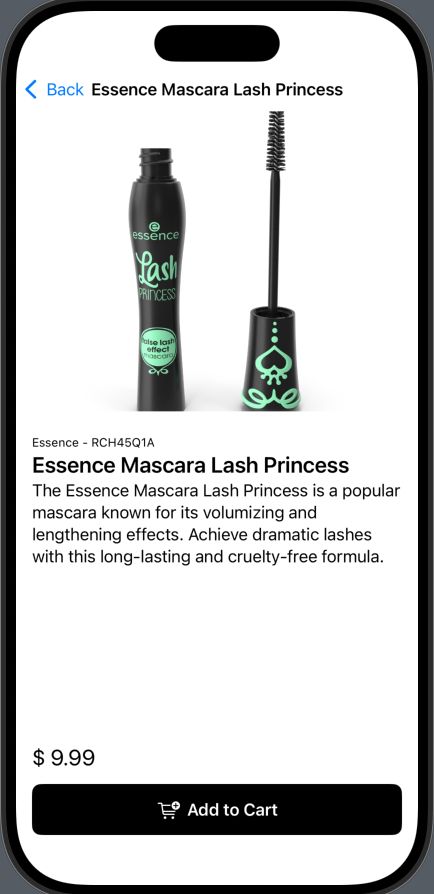 Back Essence Mascara Lash Princess
essence
Lash
PRINCESS
false lash
effect
mascara
Essence - RCH45Q1A
Essence Mascara Lash Princess
The Essence Mascara Lash Princess is a popular
mascara known for its volumizing and
lengthening effects. Achieve dramatic lashes
with this long-lasting and cruelty-free formula.
$ 9.99
Add to Cart